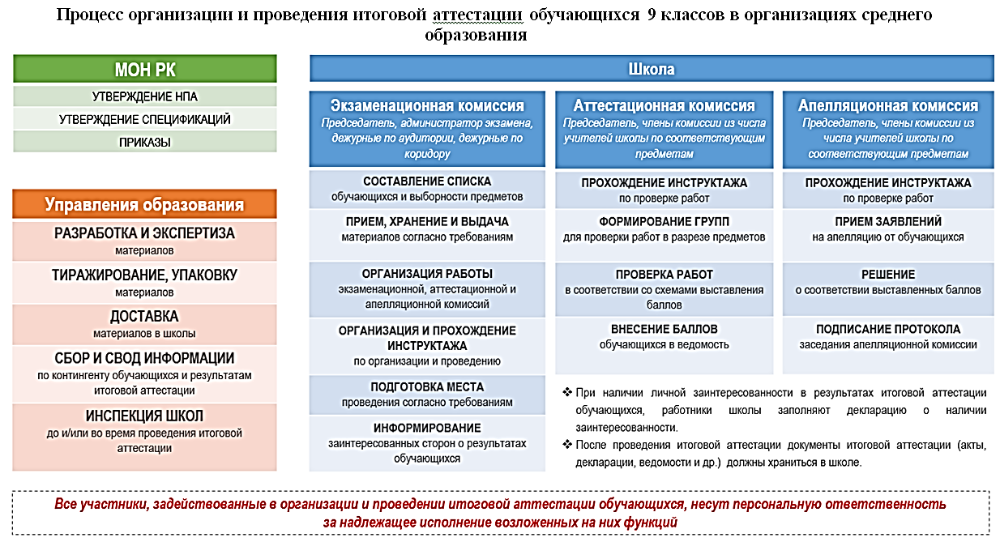 Процесс организации и проведения итоговой аттестации обучающихся 9 классов в организациях среднего
образования
МОН РК
УТВЕРЖДЕНИЕ НПА
УТВЕРЖДЕНИЕ СПЕЦИФИКАЦИЙ
ПРИКАЗЫ
Управления образования
РАЗРАБОТКА И ЭКСПЕРТИЗА
материалов
ТИРАЖИРОВАНИЕ, УПАКОВКУ
материалов
ДОСТАВКА
материалов в школы
СБОР И СВОД ИНФОРМАЦИИ
по контингенту обучающихся и результатам
итоговой аттестации
ИНСПЕКЦИЯ ШКОЛ
до и/или во время проведения итоговой
аттестации
Школа
Экзаменационная комиссия
Председатель, администратор экзамена,
дежурные по аудитории, дежурные по
коридору
СОСТАВЛЕНИЕ СПИСКА
обучающихся и выборности предметов
ПРИЕМ, ХРАНЕНИЕ И ВЫДАЧА
материалов согласно требованиям
ОРГАНИЗАЦИЯ РАБОТЫ
экзаменационной, аттестационной и
апелляционной комиссий
ОРГАНИЗАЦИЯ И ПРОХОЖДЕНИЕ
ИНСТРУКТАЖА
по организации и проведению
ПОДГОТОВКА МЕСТА
проведения согласно требованиям
ИНФОРМИРОВАНИЕ
заинтересованных сторон о результатах
обучающихся
Аттестационная комиссия
Председатель, члены комиссии из числа
учителей школы по соответствующим
предметам
ПРОХОЖДЕНИЕ ИНСТРУКТАЖА
по проверке работ
ФОРМИРОВАНИЕ ГРУПП
для проверки работ в разрезе предметов
ПРОВЕРКА РАБОТ
в соответствии со схемами выставления
баллов
ВНЕСЕНИЕ БАЛЛОВ
обучающихся в ведомость
Апелляционная комиссия
Председатель, члены комиссии из
числа учителей школы по
соответствующим предметам
ПРОХОЖДЕНИЕ ИНСТРУКТАЖА
по проверке работ
ПРИЕМ ЗАЯВЛЕНИЙ
на апелляцию от обучающихся
РЕШЕНИЕ
о соответствии выставленных баллов
ПОДПИСАНИЕ ПРОТОКОЛА
заседания апелляционной комиссии
❖ При наличии личной заинтересованности в результатах итоговой аттестации
обучающихся, работники школы заполняют декларацию о наличии
заинтересованности.
❖ После проведения итоговой аттестации документы итоговой аттестации (акты,
декларации, ведомости и др.) должны храниться в школе.
Все участники, задействованные в организации и проведении итоговой аттестации обучающихся, несут персональную ответственность
за надлежащее исполнение возложенных на них функций